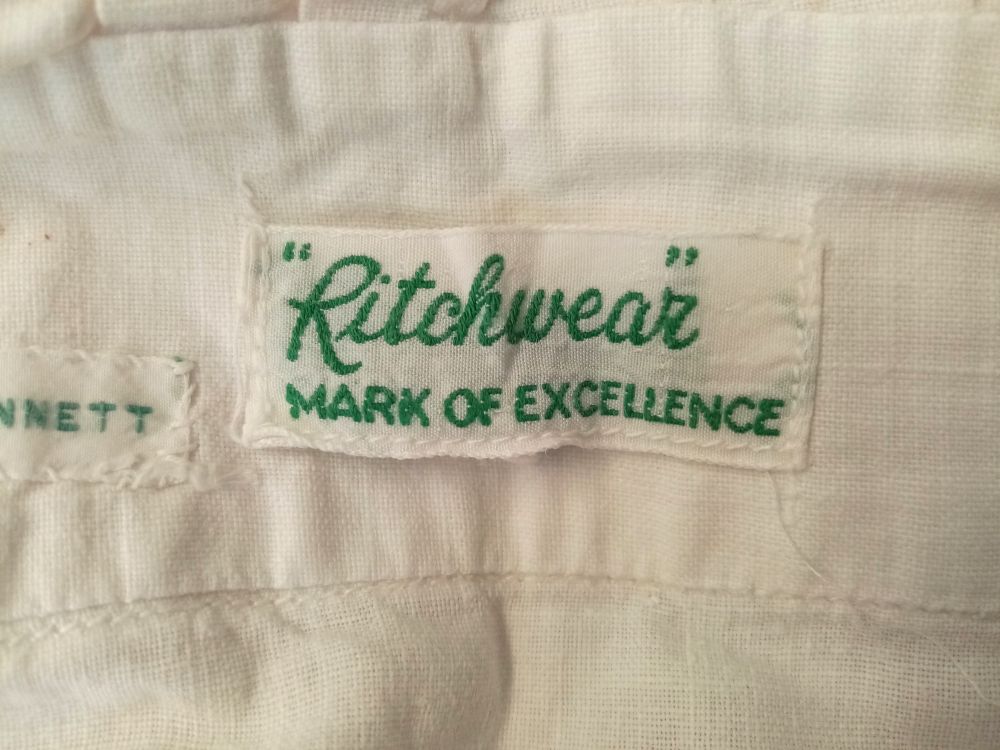 "Ritchwear"
MARK OF EXCELLENCE
NNETT